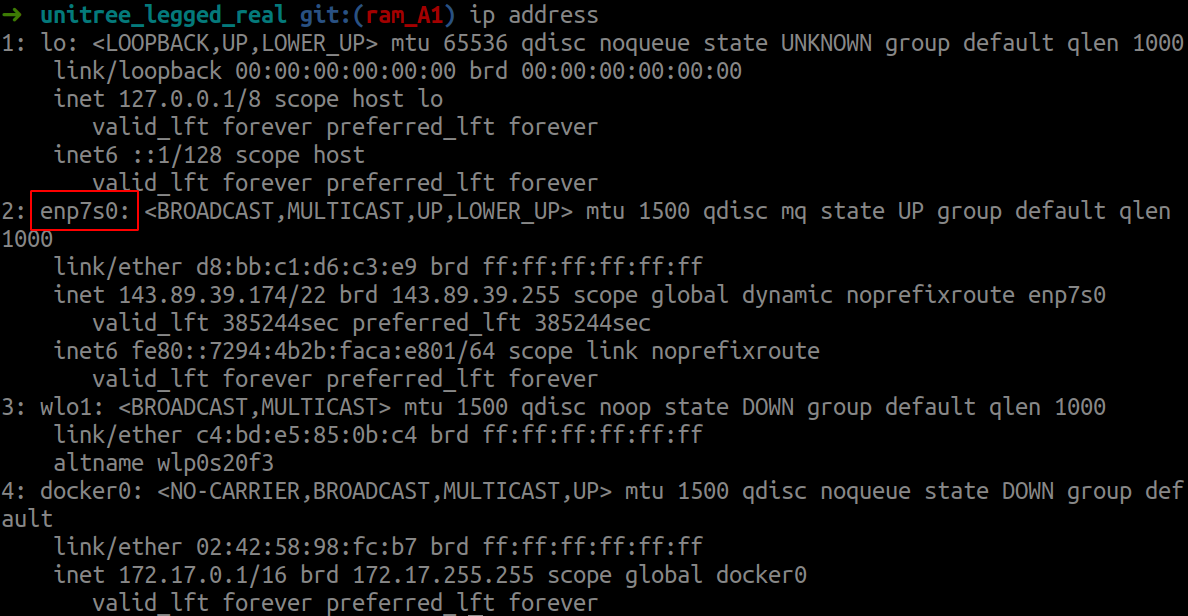 → unitree_legged_real git:(ram_A1) ip address
1: lo: <LOOPBACK,UP,LOWER_UP> mtu 65536 qdisc noqueue state UNKNOWN group default qlen 1000
    link/loopback 00:00:00:00:00:00 brd 00:00:00:00:00:00
    inet 127.0.0.1/8 scope host lo
       valid_lft forever preferred_lft forever
    inet6 ::1/128 scope host
       valid_lft forever preferred_lft forever
2: enp7s0: <BROADCAST,MULTICAST,UP,LOWER_UP> mtu 1500 qdisc mq state UP group default qlen
1000
    link/ether d8:bb:c1:d6:c3:e9 brd ff:ff:ff:ff:ff:ff
    inet 143.89.39.174/22 brd 143.89.39.255 scope global dynamic noprefixroute enp7s0
       valid_lft 385244sec preferred_lft 385244sec
    inet6 fe80::7294:4b2b:faca:e801/64 scope link noprefixroute
       valid_lft forever preferred_lft forever
3: wlo1: <BROADCAST,MULTICAST> mtu 1500 qdisc noop state DOWN group default qlen 1000
    link/ether c4:bd:e5:85:0b:c4 brd ff:ff:ff:ff:ff:ff
    altname wlp0s20f3
4: docker0: <NO-CARRIER,BROADCAST,MULTICAST,UP> mtu 1500 qdisc noqueue state DOWN group def
ault
    link/ether 02:42:58:98:fc:b7 brd ff:ff:ff:ff:ff:ff
    inet 172.17.0.1/16 brd 172.17.255.255 scope global docker0
       valid_lft forever preferred_lft forever